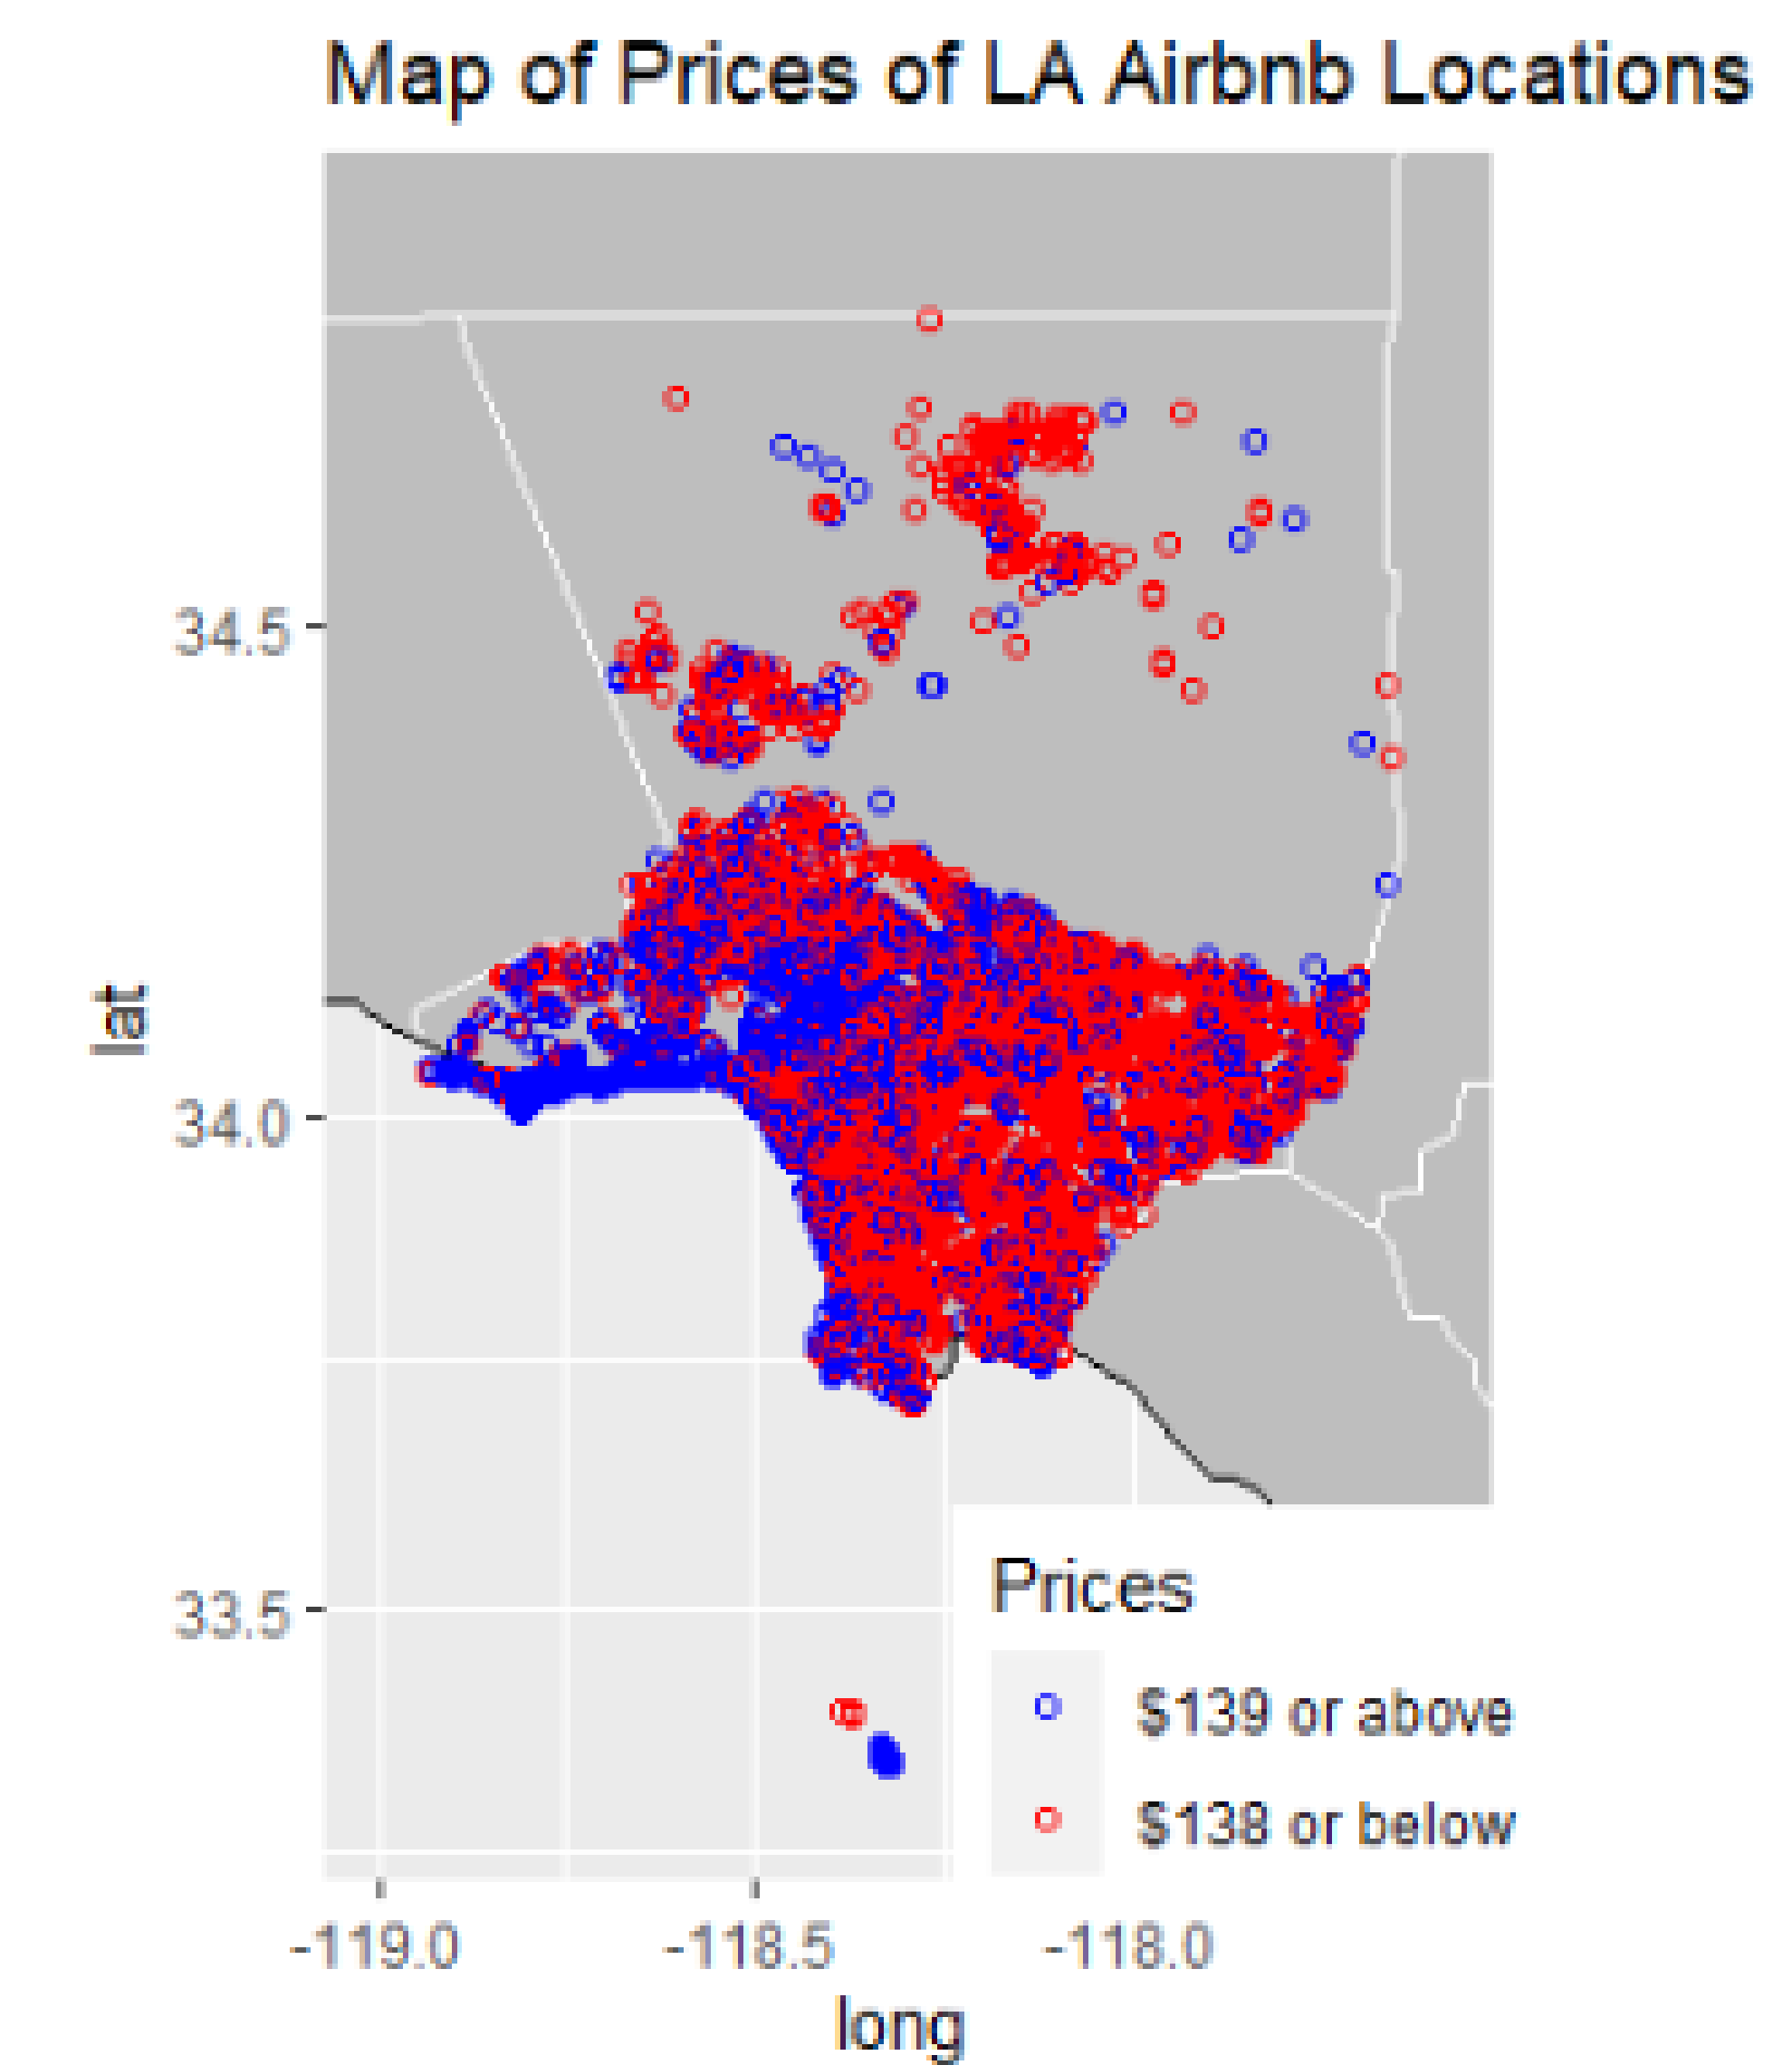 Map of Prices of LA Airbnb Locations
34.5
34.0
33.5
lat
Prices
$139 or above
$138 or below
-119.0
-118.5
-118.0
long